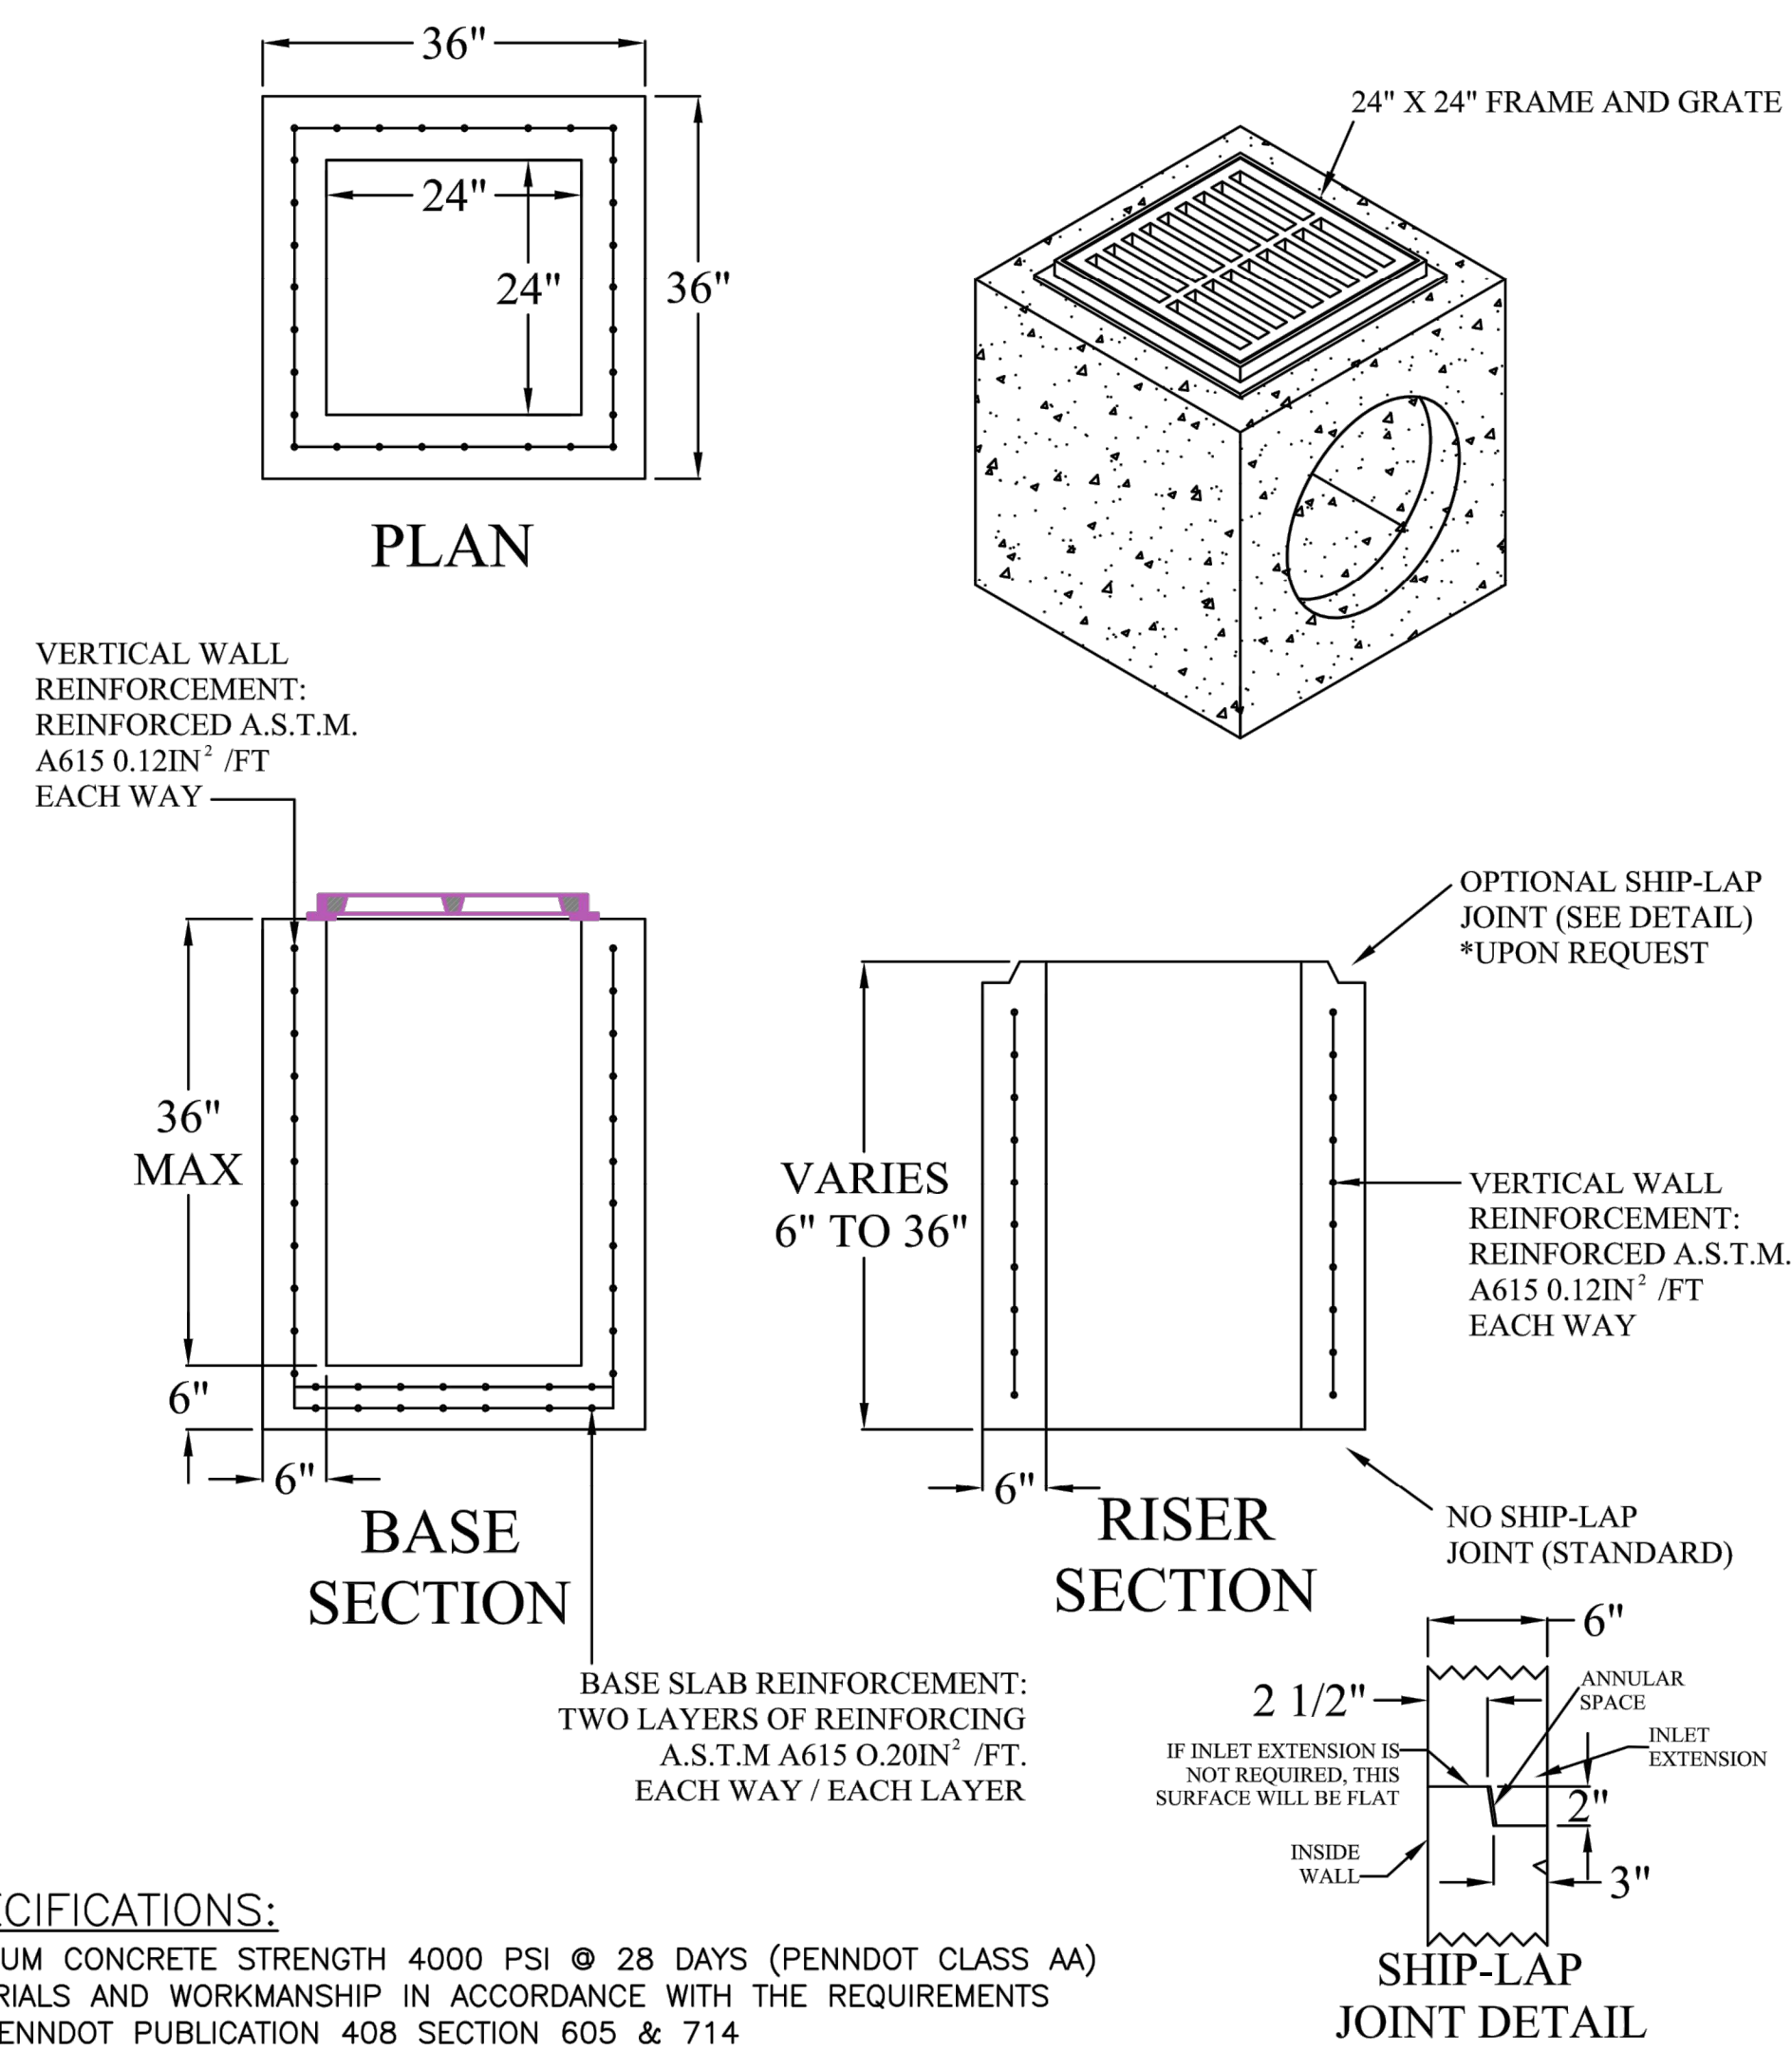 36"
24"
24"
36"
PLAN
24" X 24" FRAME AND GRATE
VERTICAL WALL
REINFORCEMENT:
REINFORCED A.S.T.M.
A615 0.12IN² /FT
EACH WAY
36"
MAX
6"
6"
BASE
SECTION
BASE SLAB REINFORCEMENT:
TWO LAYERS OF REINFORCING
A.S.T.M A615 O.20IN² /FT.
EACH WAY / EACH LAYER
OPTIONAL SHIP-LAP
JOINT (SEE DETAIL)
*UPON REQUEST
VARIES
6" TO 36"
VERTICAL WALL
REINFORCEMENT:
REINFORCED A.S.T.M.
A615 0.12IN² /FT
EACH WAY
6"
RISER
SECTION
NO SHIP-LAP
JOINT (STANDARD)
6"
2 1/2"
ANNULAR
SPACE
INLET
EXTENSION
IF INLET EXTENSION IS
NOT REQUIRED, THIS
SURFACE WILL BE FLAT
2"
INSIDE
WALL
3"
SHIP-LAP
JOINT DETAIL
CIFICATIONS:
UM CONCRETE STRENGTH 4000 PSI @ 28 DAYS (PENNDOT CLASS AA)
RIALS AND WORKMANSHIP IN ACCORDANCE WITH THE REQUIREMENTS
ENNDOT PUBLICATION 408 SECTION 605 & 714